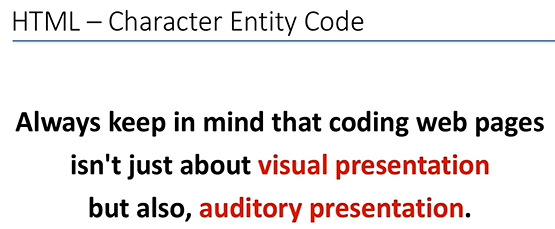 HTML – Character Entity Code
Always keep in mind that coding web pages
isn't just about visual presentation
but also, auditory presentation.